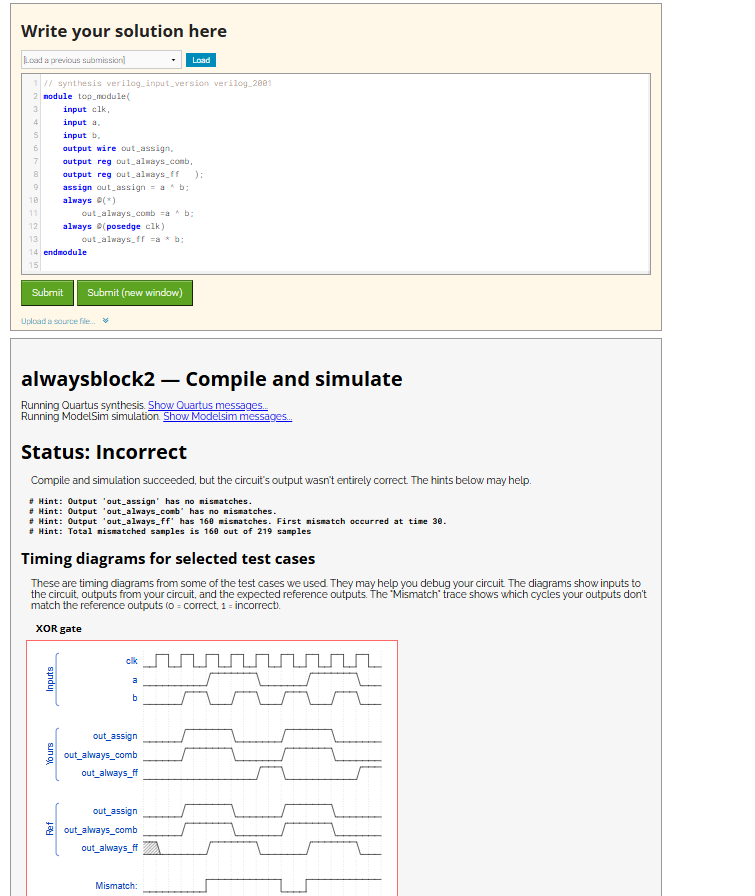 Write your solution here
[Load a previous submission]
Load
1 // synthesis verilog_input_version verilog_2001
2 module top_module(
3 input clk,
4 input a,
5 input b,
6 output wire out_assign,
7 output reg out_always_comb,
8 output reg out_always_ff );
9 assign out_assign = a ^ b;
10 always @(*)
11 out_always_comb =a ^ b;
12 always @(posedge clk)
13 out_always_ff =a * b;
14 endmodule
15
Submit Submit (new window)
Upload a source file...
alwaysblock2 — Compile and simulate
Running Quartus synthesis. Show Quartus messages...
Running ModelSim simulation. Show Modelsim messages...
Status: Incorrect
Compile and simulation succeeded, but the circuit's output wasn't entirely correct. The hints below may help.
# Hint: Output 'out_assign' has no mismatches.
# Hint: Output 'out_always_comb' has no mismatches.
# Hint: Output 'out_always_ff' has 160 mismatches. First mismatch occurred at time 30.
# Hint: Total mismatched samples is 160 out of 219 samples
Timing diagrams for selected test cases
These are timing diagrams from some of the test cases we used. They may help you debug your circuit. The diagrams show inputs to
the circuit, outputs from your circuit, and the expected reference outputs. The "Mismatch" trace shows which cycles your outputs don't
match the reference outputs (0 = correct, 1 = incorrect).
XOR gate
Inputs
clk
a
b
Yours
out_assign
out_always_comb
out_always_ff
Ref
out_assign
out_always_comb
out_always_ff
Mismatch: